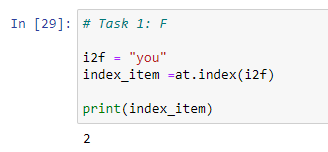 In [29]: # Task 1: F
i2f = "you"
index_item =at.index(i2f)
print(index_item)
2